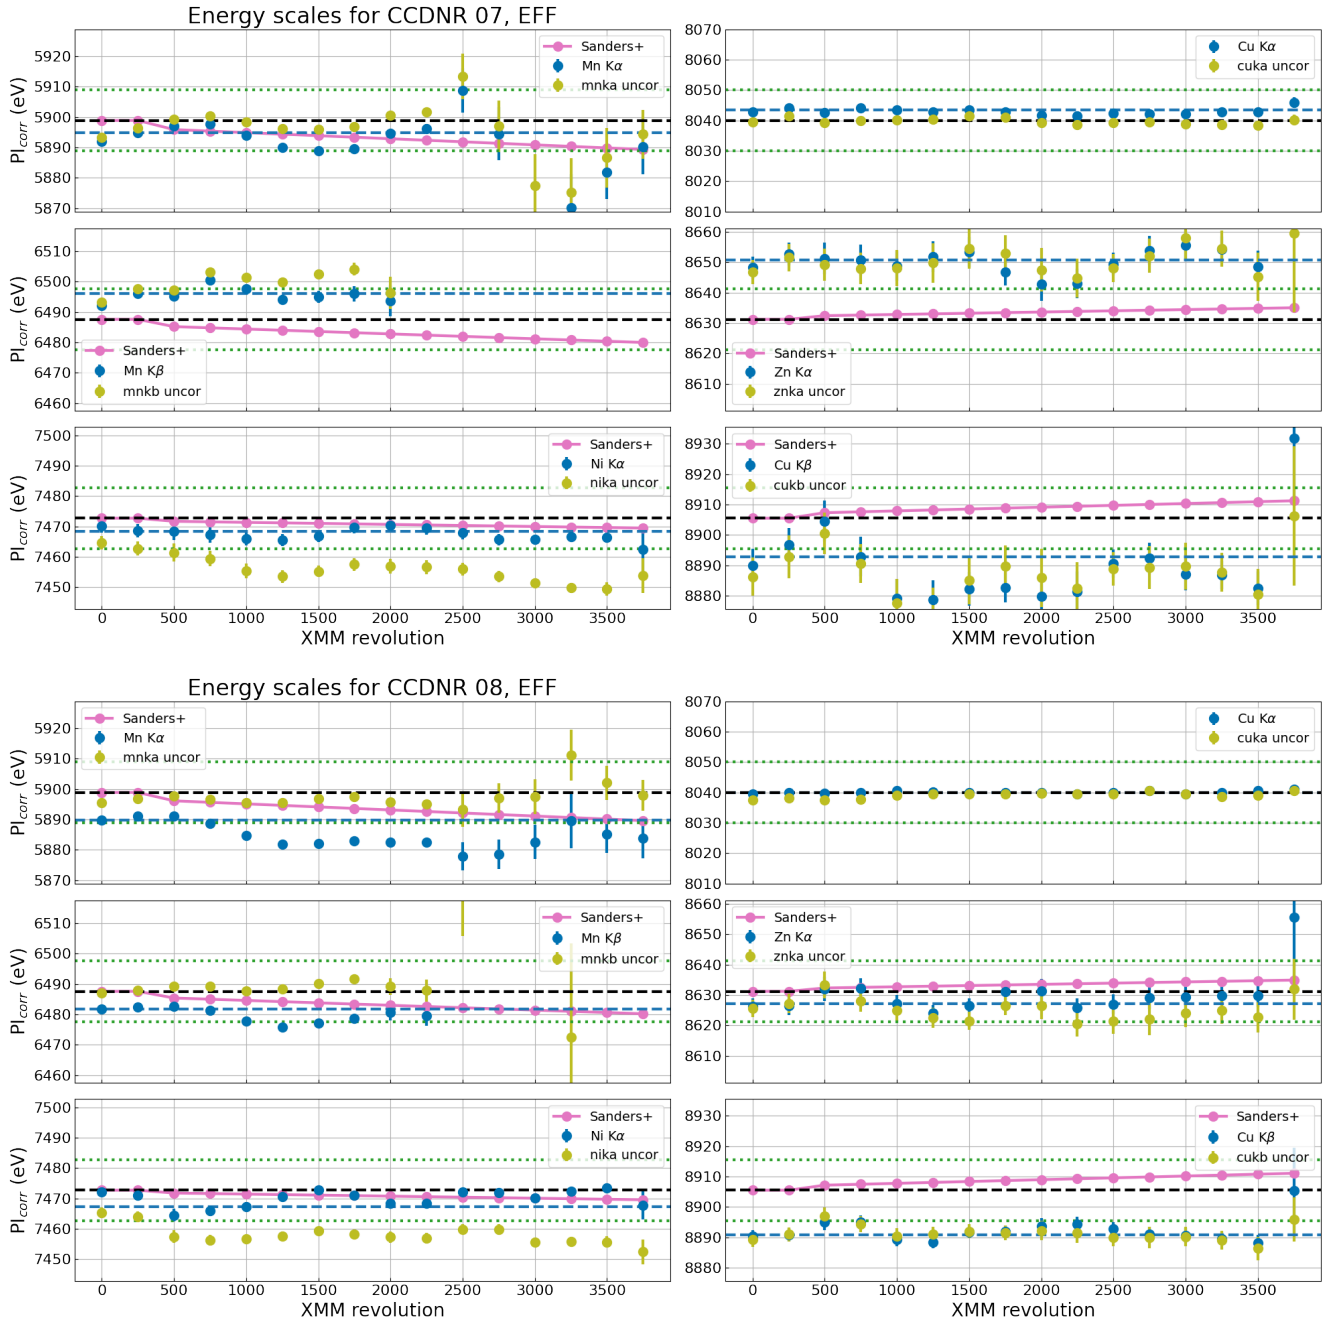 Energy scales for CCDNR 07, EFF
PI_corr (eV)
5920
5910
5900
5890
5880
5870
Sanders+
Mn Kα
mnka uncor
8070
8060
8050
8040
8030
8020
8010
Cu Kα
cuka uncor
PI_corr (eV)
6510
6500
6490
6480
6470
6460
Sanders+
Mn Kβ
mnkb uncor
8660
8650
8640
8630
8620
8610
Sanders+
Zn Kα
znka uncor
PI_corr (eV)
7500
7490
7480
7470
7460
7450
Sanders+
Ni Kα
nika uncor
0 500 1000 1500 2000 2500 3000 3500
XMM revolution
8930
8920
8910
8900
8890
8880
Sanders+
Cu Kβ
cukb uncor
0 500 1000 1500 2000 2500 3000 3500
XMM revolution
Energy scales for CCDNR 08, EFF
PI_corr (eV)
5920
5910
5900
5890
5880
5870
Sanders+
Mn Kα
mnka uncor
8070
8060
8050
8040
8030
8020
8010
Cu Kα
cuka uncor
PI_corr (eV)
6510
6500
6490
6480
6470
6460
Sanders+
Mn Kβ
mnkb uncor
8660
8650
8640
8630
8620
8610
Sanders+
Zn Kα
znka uncor
PI_corr (eV)
7500
7490
7480
7470
7460
7450
Sanders+
Ni Kα
nika uncor
0 500 1000 1500 2000 2500 3000 3500
XMM revolution
8930
8920
8910
8900
8890
8880
Sanders+
Cu Kβ
cukb uncor
0 500 1000 1500 2000 2500 3000 3500
XMM revolution